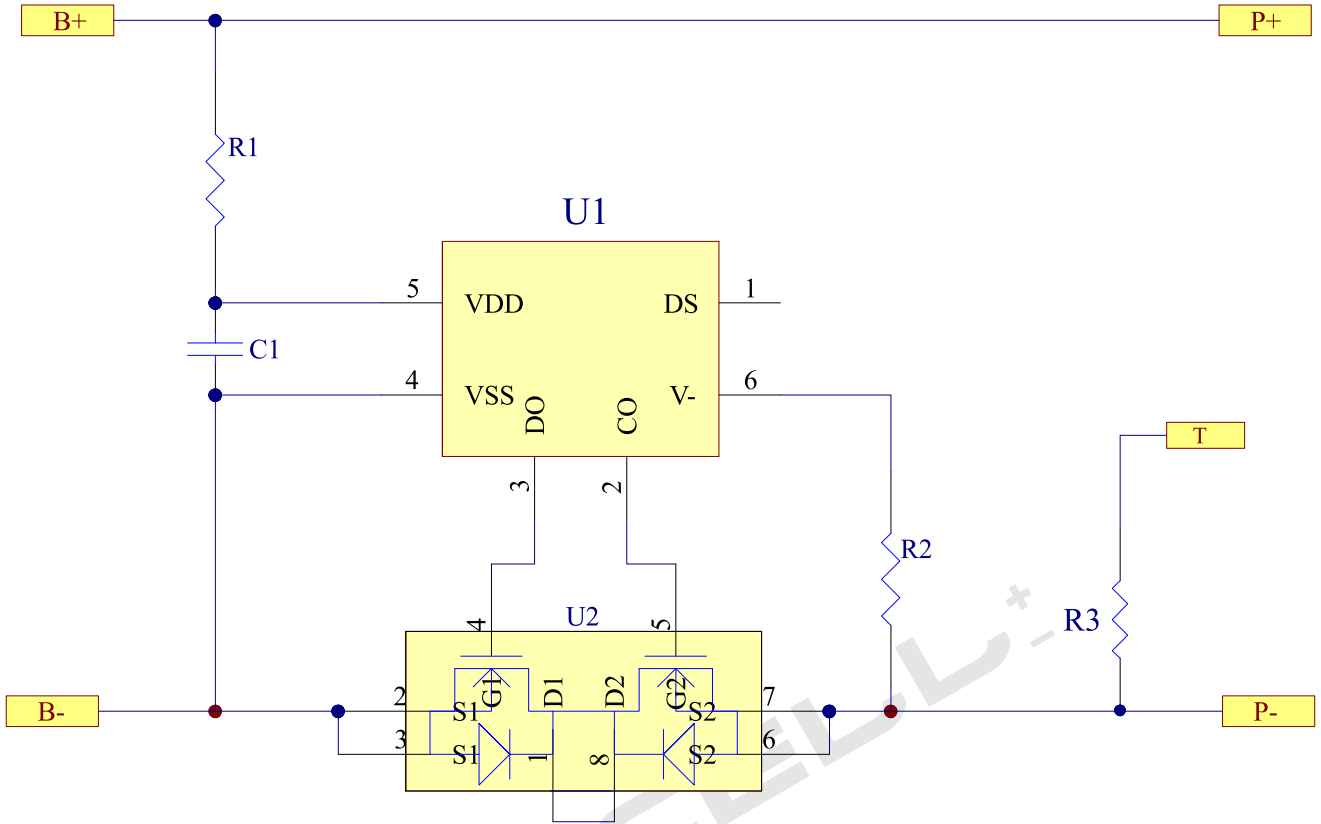 B+
P+
R1
U1
5
VDD
DS
1
C1
4
VSS
V-
6
DO
CO
3
2
T
R2
R3
U2
4
5
G1
D1
D2
G2
2
S1
S2
7
B-
P-
3
S1
1
8
S2
6